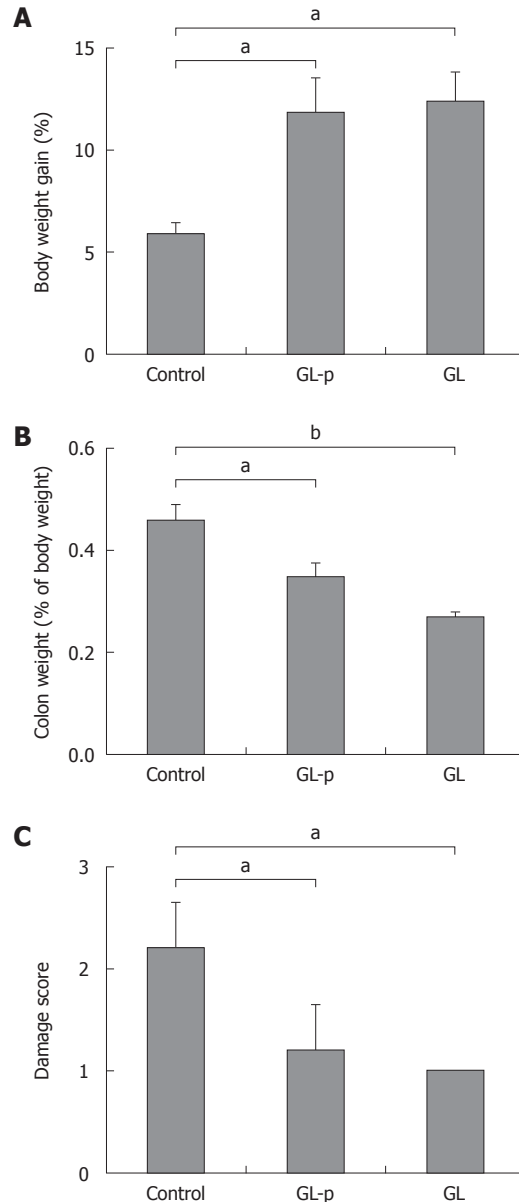 A
a
a
15
10
5
0
Body weight gain (%)
Control
GL-p
GL
B
b
a
0.6
0.4
0.2
0.0
Colon weight (% of body weight)
Control
GL-p
GL
C
a
a
3
2
1
0
Damage score
Control
GL-p
GL